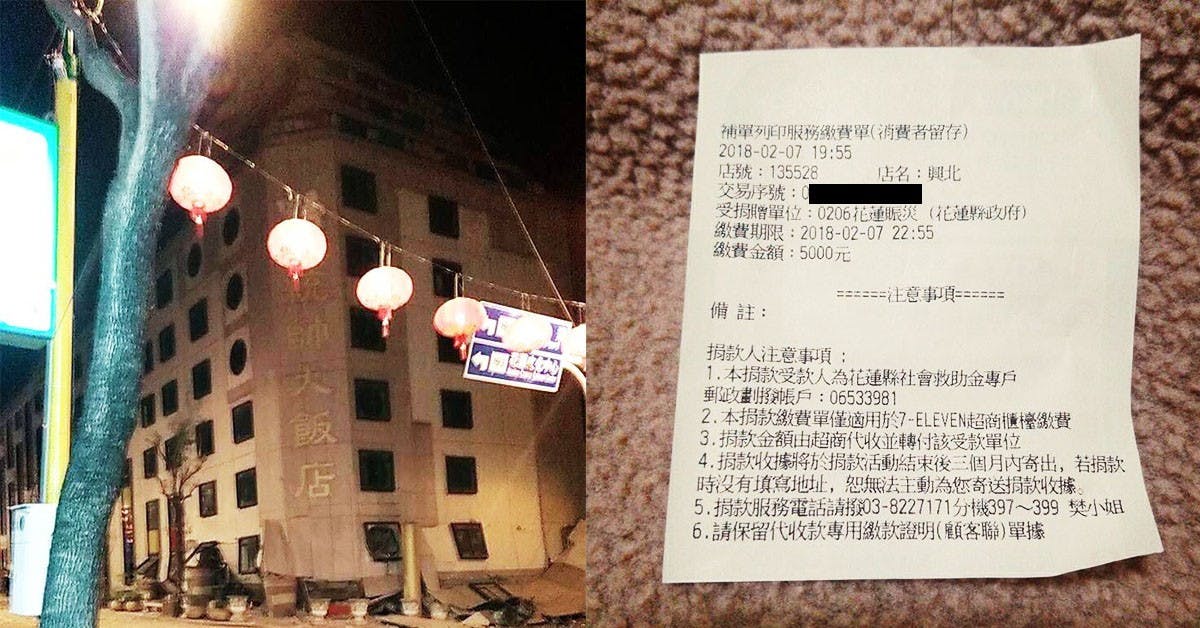 大飯店
補單列印服務繳費單(消費者留存)
2018-02-07 19:55
店號：135528 店名：興北
交易序號：0
受捐贈單位：0206花蓮賑災 (花蓮縣政府)
繳費期限：2018-02-07 22:55
繳費金額：5000元
======注意事項======
備 註：
捐款人注意事項；
1.本捐款受款人為花蓮縣社會救助金專戶
郵政劃撥帳戶：06533981
2.本捐款繳費單僅適用於7-ELEVEN超商櫃檯繳費
3.捐款金額由超商代收並轉付該受款單位
4.捐款收據將於捐款活動結束後三個月內寄出，若捐款
時沒有填寫地址，恕無法主動為您寄送捐款收據。
5.捐款服務電話請撥03-8227171分機397～399 樊小姐
6.請保留代收款專用繳款證明(顧客聯)單據